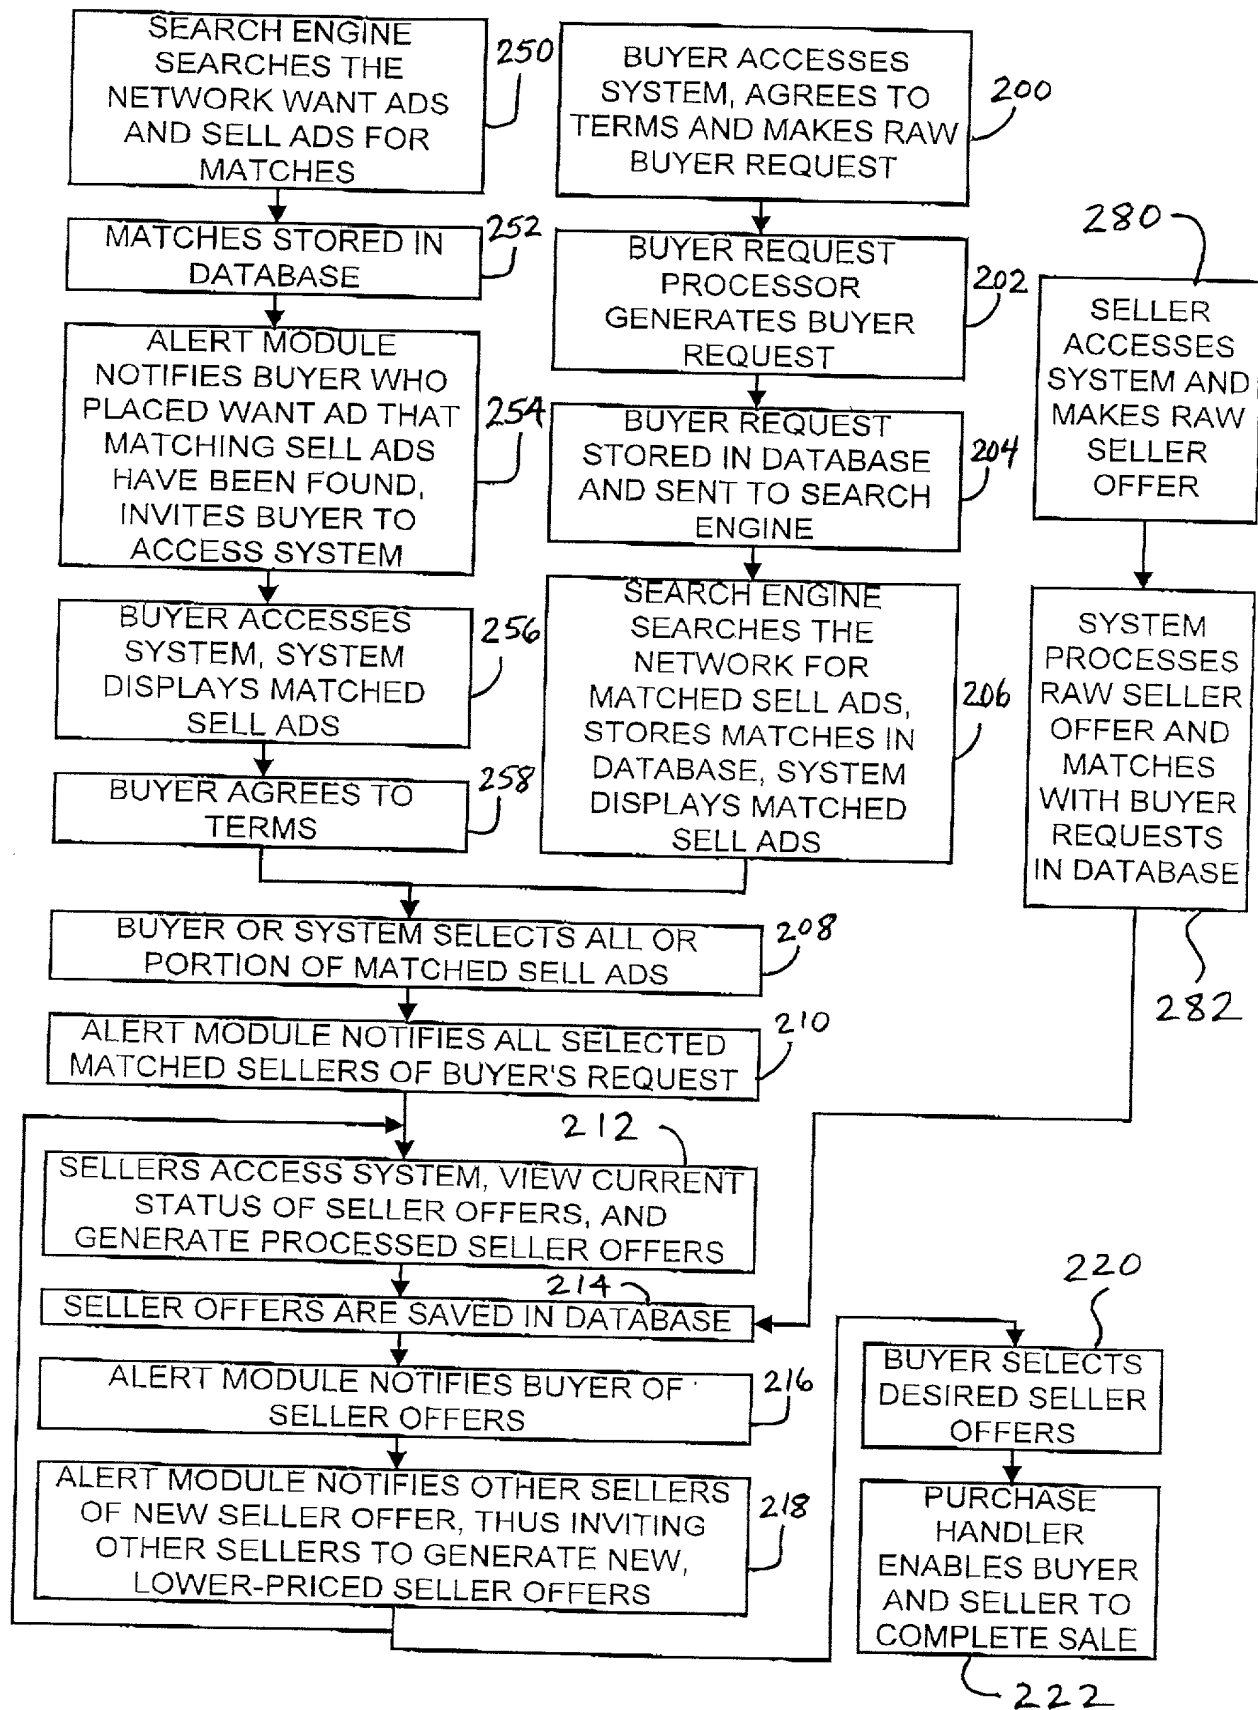 SEARCH ENGINE
SEARCHES THE
NETWORK WANT ADS
AND SELL ADS FOR
MATCHES
250
MATCHES STORED IN
DATABASE
252
ALERT MODULE
NOTIFIES BUYER WHO
PLACED WANT AD THAT
MATCHING SELL ADS
HAVE BEEN FOUND,
INVITES BUYER TO
ACCESS SYSTEM
254
BUYER ACCESSES
SYSTEM, SYSTEM
DISPLAYS MATCHED
SELL ADS
256
BUYER AGREES TO
TERMS
258
BUYER ACCESSES
SYSTEM, AGREES TO
TERMS AND MAKES RAW
BUYER REQUEST
200
BUYER REQUEST
PROCESSOR
GENERATES BUYER
REQUEST
202
BUYER REQUEST
STORED IN DATABASE
AND SENT TO SEARCH
ENGINE
204
SEARCH ENGINE
SEARCHES THE
NETWORK FOR
MATCHED SELL ADS,
STORES MATCHES IN
DATABASE, SYSTEM
DISPLAYS MATCHED
SELL ADS
206
280
SELLER
ACCESSES
SYSTEM AND
MAKES RAW
SELLER
OFFER
SYSTEM
PROCESSES
RAW SELLER
OFFER AND
MATCHES
WITH BUYER
REQUESTS
IN DATABASE
282
BUYER OR SYSTEM SELECTS ALL OR
PORTION OF MATCHED SELL ADS
208
ALERT MODULE NOTIFIES ALL SELECTED
MATCHED SELLERS OF BUYER'S REQUEST
210
212
SELLERS ACCESS SYSTEM, VIEW CURRENT
STATUS OF SELLER OFFERS, AND
GENERATE PROCESSED SELLER OFFERS
214
SELLER OFFERS ARE SAVED IN DATABASE
ALERT MODULE NOTIFIES BUYER OF
SELLER OFFERS
216
ALERT MODULE NOTIFIES OTHER SELLERS
OF NEW SELLER OFFER, THUS INVITING
OTHER SELLERS TO GENERATE NEW,
LOWER-PRICED SELLER OFFERS
218
220
BUYER SELECTS
DESIRED SELLER
OFFERS
PURCHASE
HANDLER
ENABLES BUYER
AND SELLER TO
COMPLETE SALE
222